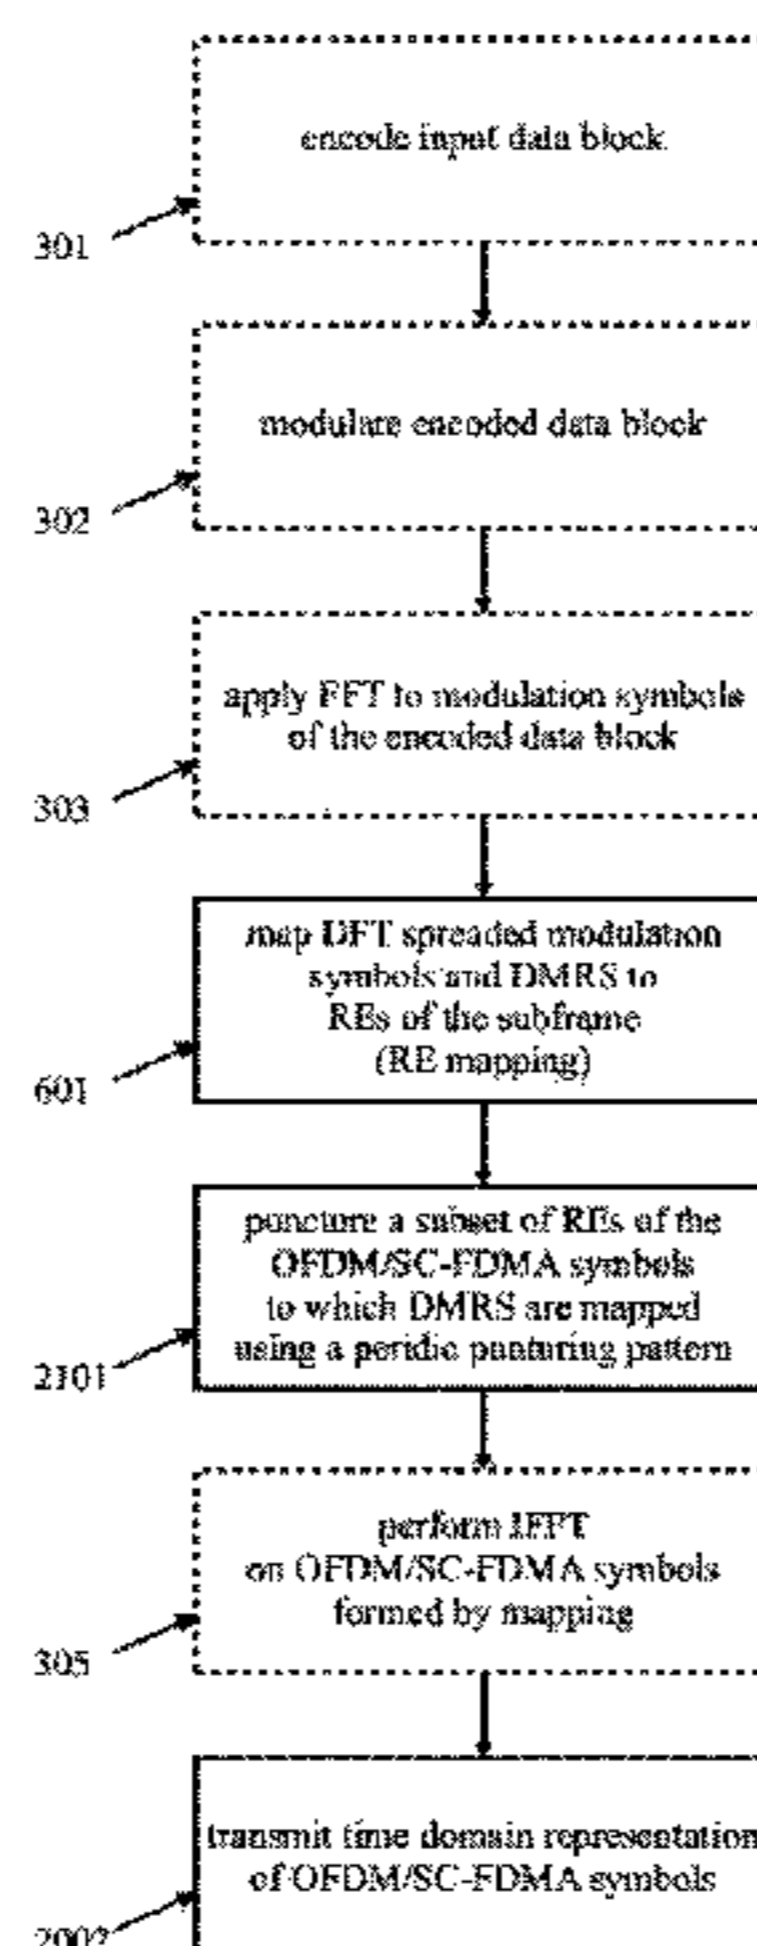 encode input data block
301
modulate encoded data block
302
apply FFT to modulation symbols
of the encoded data block
303
map DFT spreaded modulation
symbols and DMRS to
REs of the subframe
(RE mapping)
601
puncture a subset of REs of the
OFDM/SC-FDMA symbols
to which DMRS are mapped
using a peridic punturing pattern
2101
perform IFFT
on OFDM/SC-FDMA symbols
formed by mapping
305
transmit time domain representation
of OFDM/SC-FDMA symbols
2002